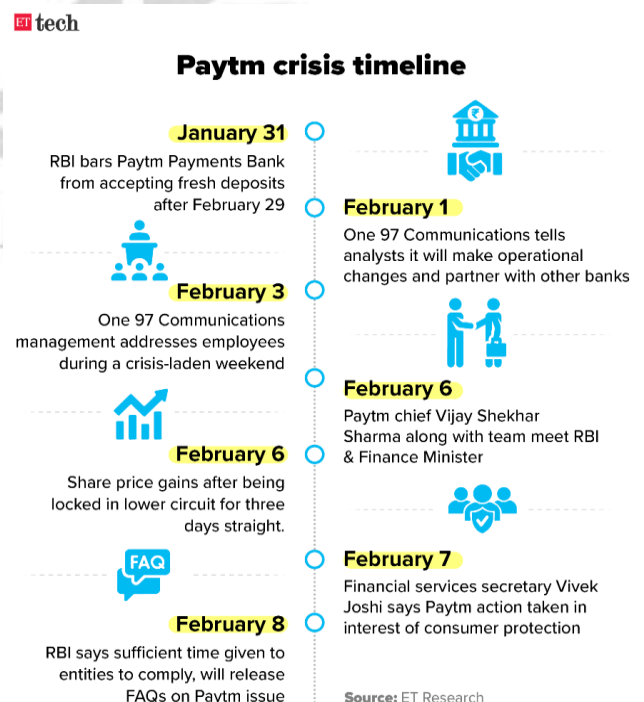 ET tech
Paytm crisis timeline
January 31
RBI bars Paytm Payments Bank
from accepting fresh deposits
after February 29
February 1
One 97 Communications tells
analysts it will make operational
changes and partner with other banks
February 3
One 97 Communications
management addresses employees
during a crisis-laden weekend
February 6
Paytm chief Vijay Shekhar
Sharma along with team meet RBI
& Finance Minister
February 6
Share price gains after being
locked in lower circuit for three
days straight.
February 7
Financial services secretary Vivek
Joshi says Paytm action taken in
interest of consumer protection
FAQ
February 8
RBI says sufficient time given to
entities to comply, will release
FAQs on Paytm issue
Source: ET Research